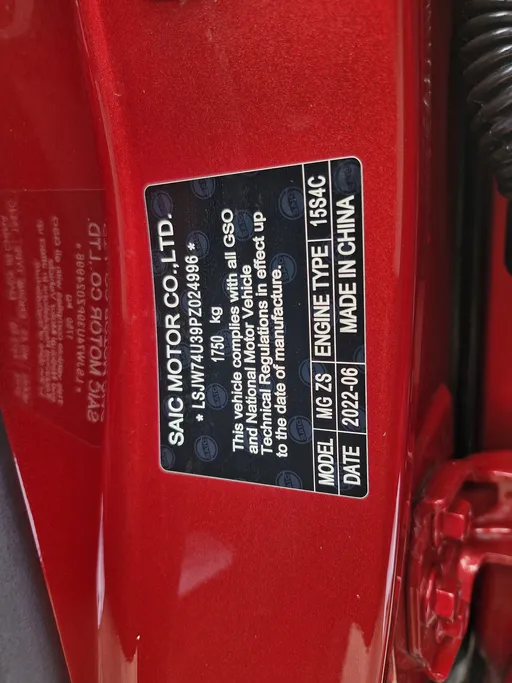 SAIC MOTOR CO.,LTD.
* LSJW74U39PZ024996 *
1750 kg
This vehicle complies with all GSO
and National Motor Vehicle
Technical Regulations in effect up
to the date of manufacture.
MODEL MG ZS ENGINE TYPE 15S4C
DATE 2022-06 MADE IN CHINA